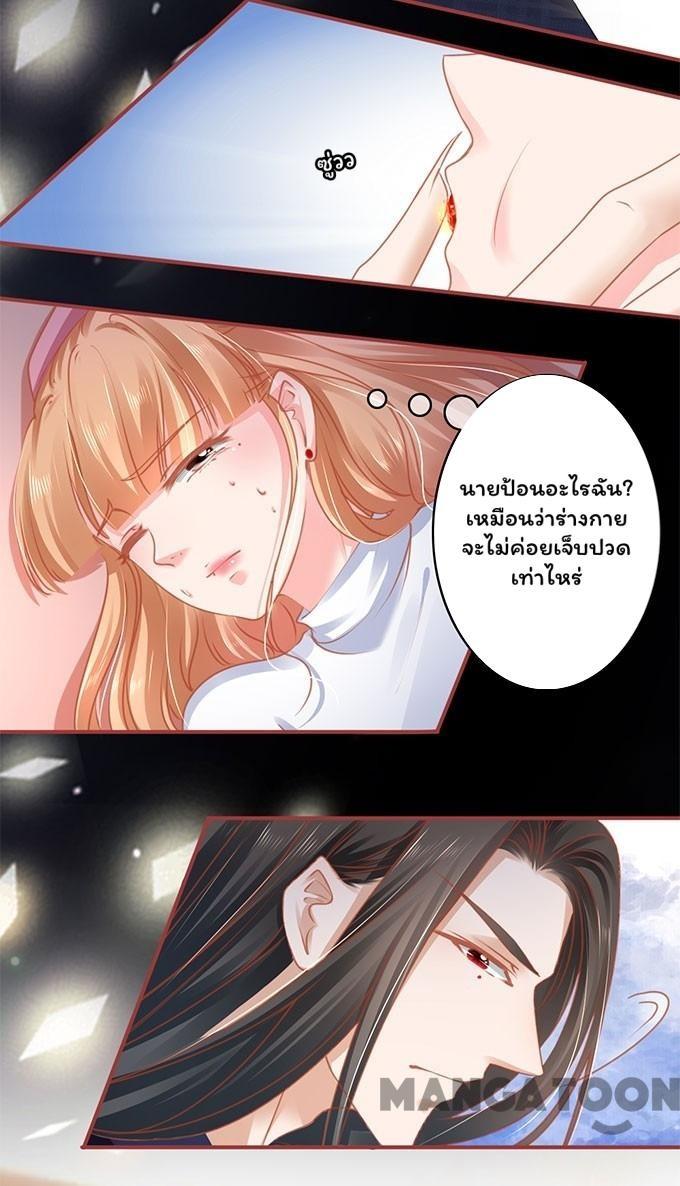 ซู่วว
นายป้อนอะไรฉัน?
เหมือนว่าร่างกาย
จะไม่ค่อยเจ็บปวด
เท่าไหร่
MANGATOON